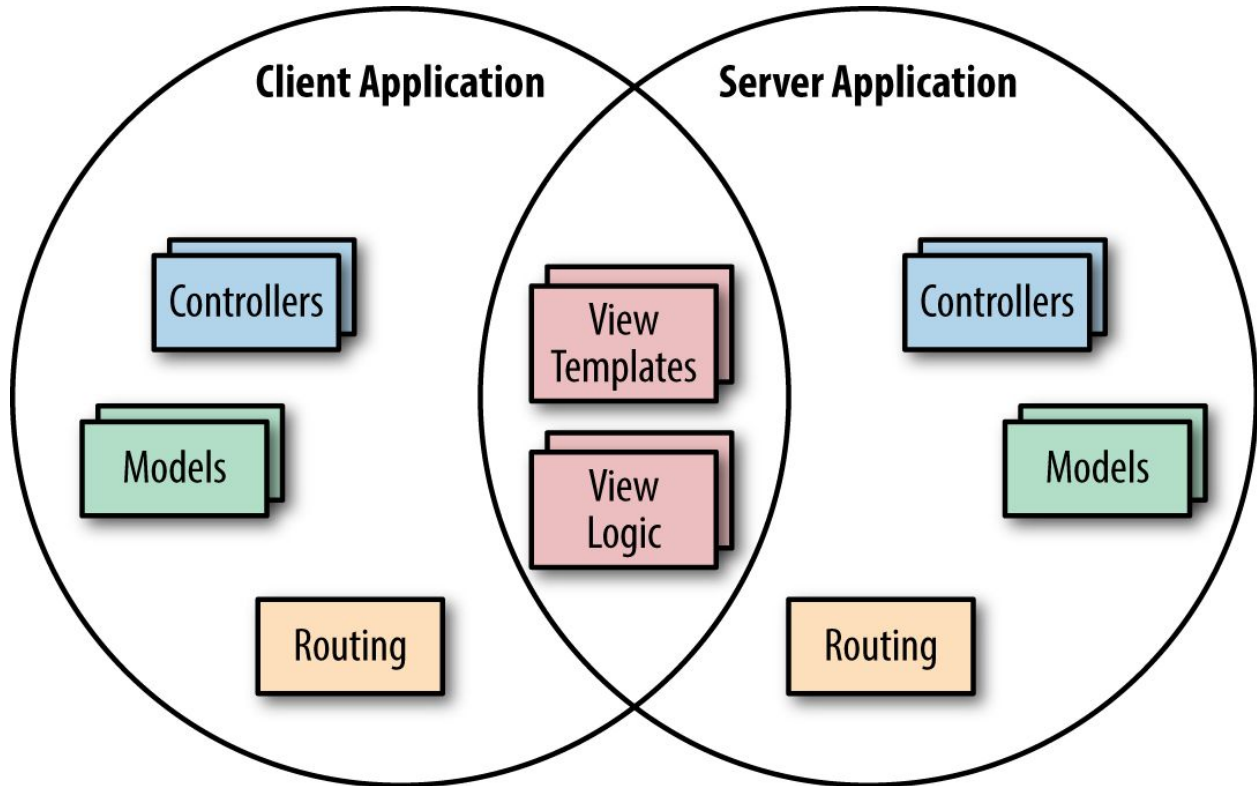 Client Application
Server Application
Controllers
Models
Routing
View
Templates
View
Logic
Controllers
Models
Routing